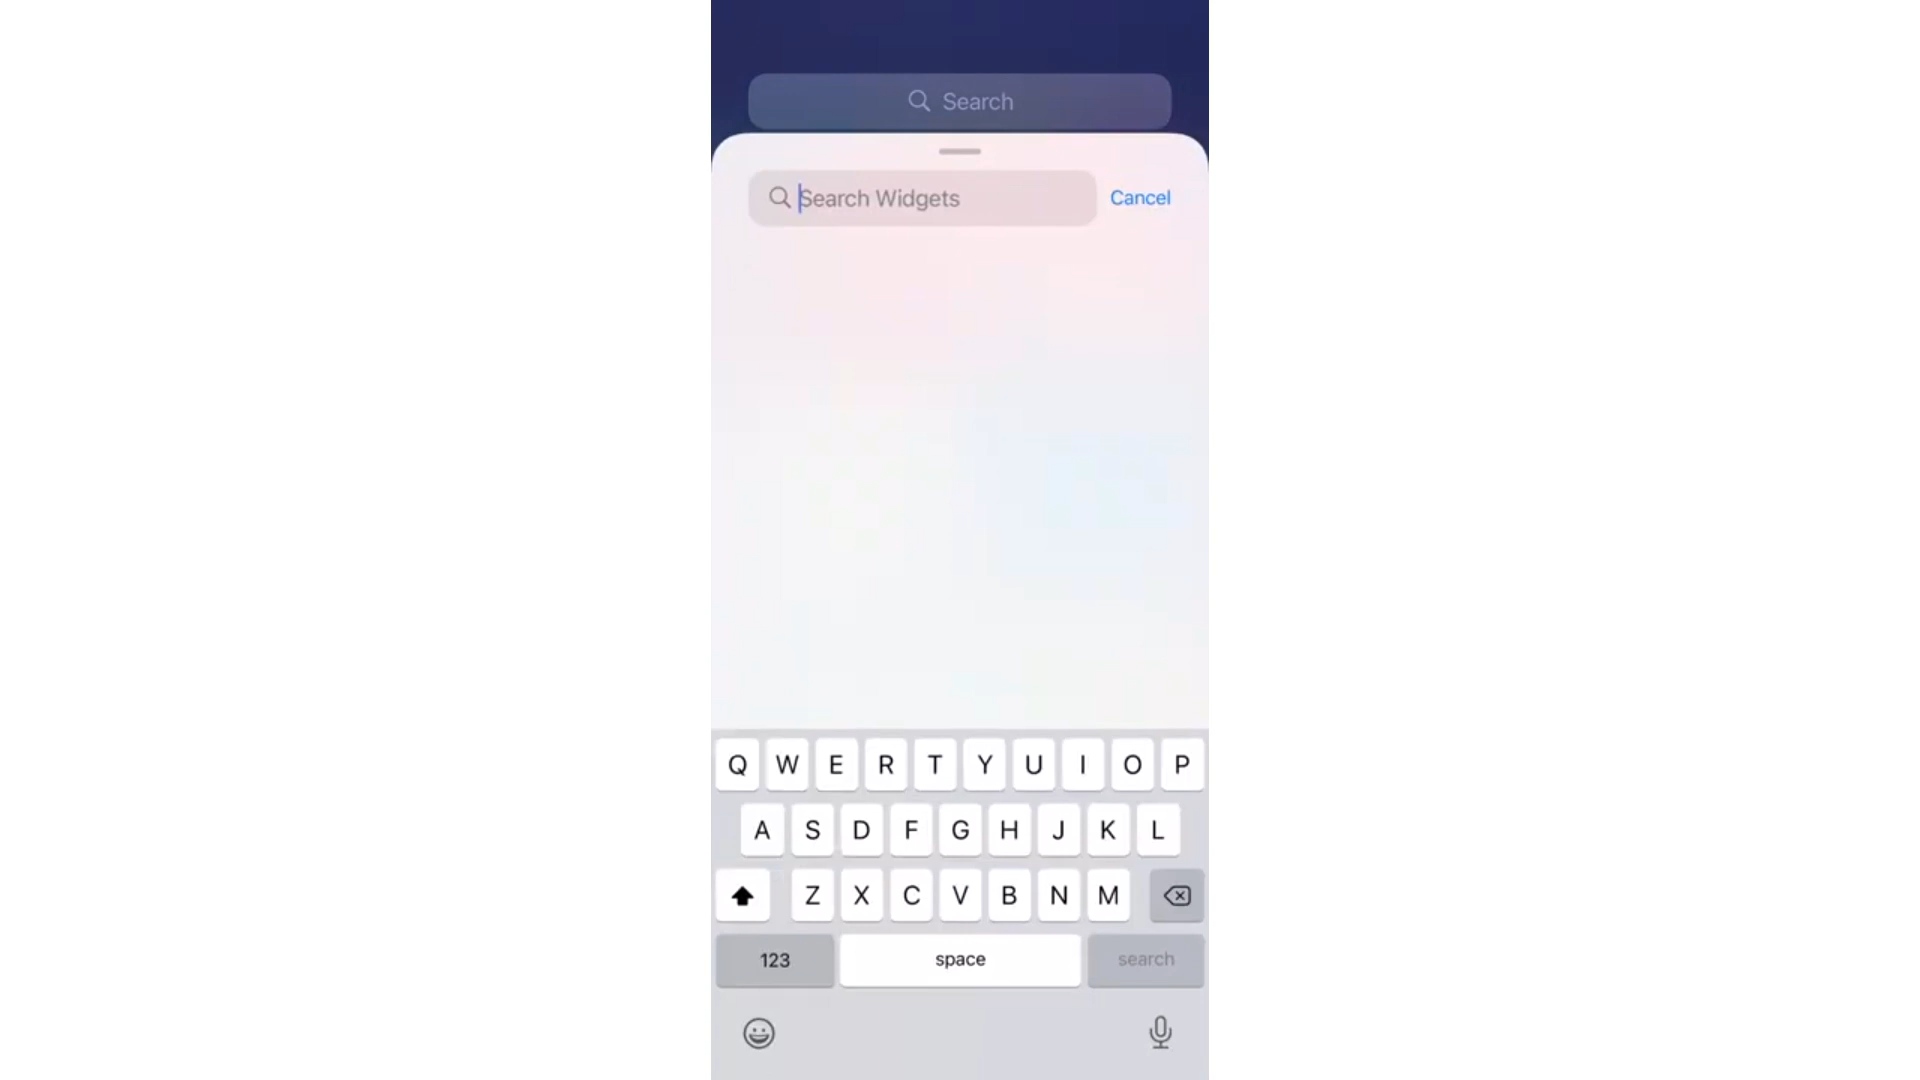 Search
Search Widgets Cancel
Q W E R T Y U I O P
A S D F G H J K L
Z X C V B N M
123 space search